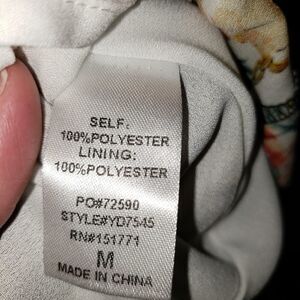 SELF:
100%POLYESTER
LINING:
100%POLYESTER
PO#72590
STYLE#YD7545
RN#151771
M
MADE IN CHINA